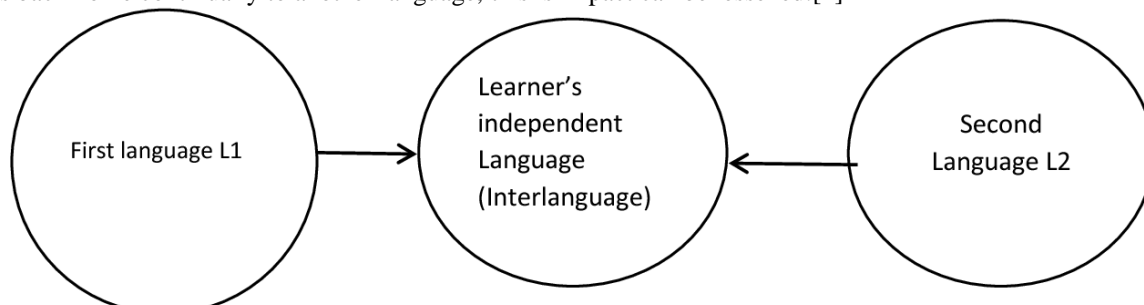 First language L1
Learner’s
independent
Language
(Interlanguage)
Second
Language L2